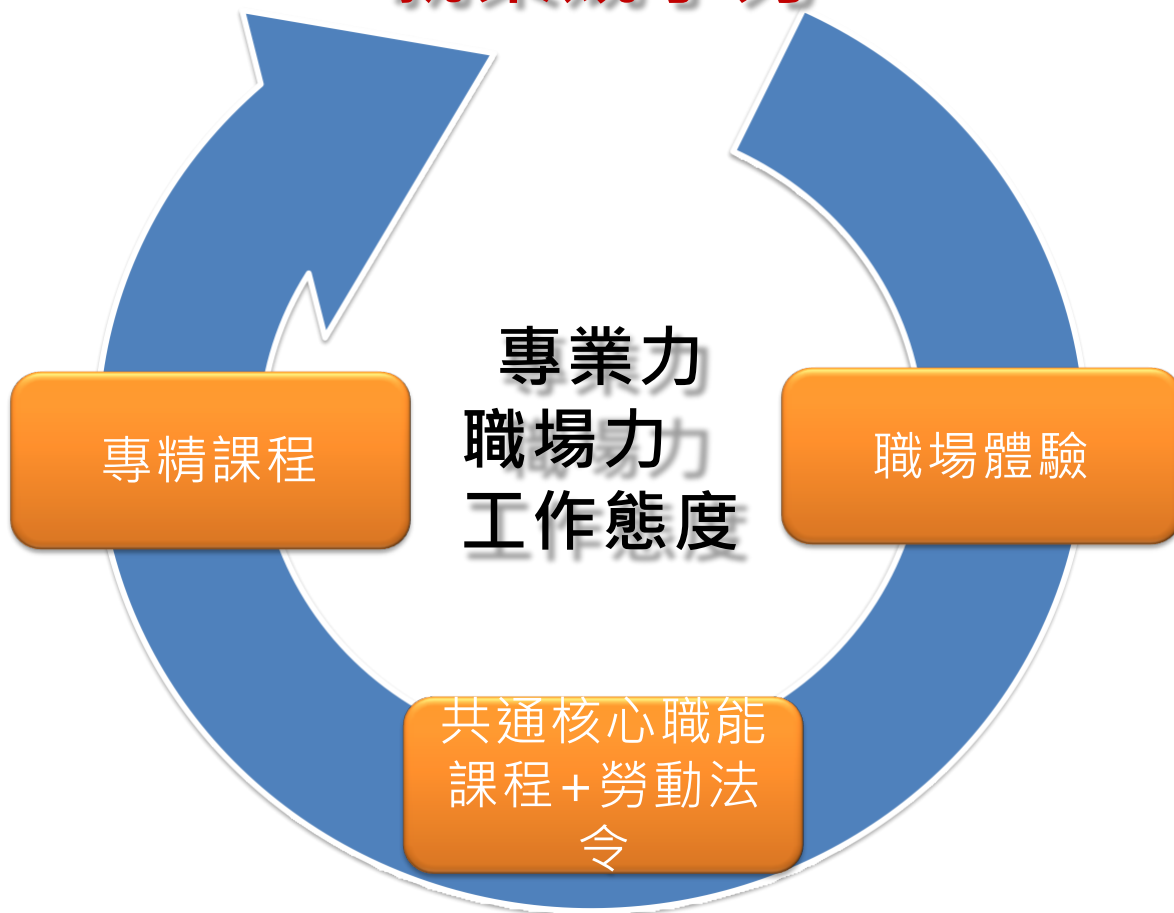 專業力
職場力
工作態度
專精課程
職場體驗
共通核心職能
課程+勞動法
令